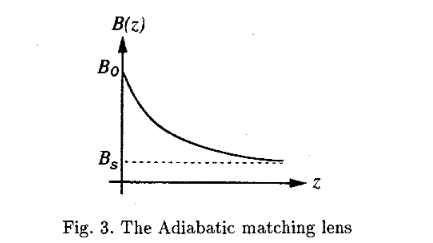 B(z)
B₀
Bₛ
z
Fig. 3. The Adiabatic matching lens